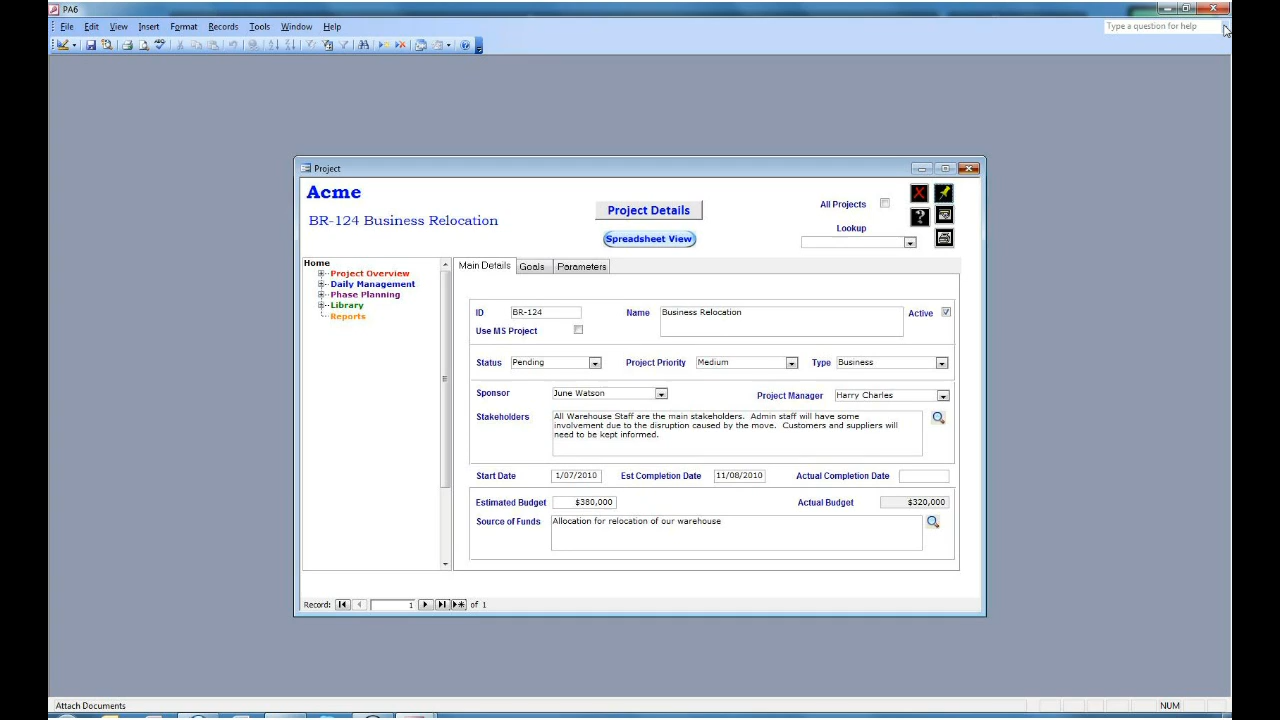 PA6
File Edit View Insert Format Records Tools Window Help
Type a question for help
Project
Acme
BR-124 Business Relocation
Project Details
Spreadsheet View
All Projects
Lookup
?
Home
Project Overview
Daily Management
Phase Planning
Library
Reports
Main Details Goals Parameters
ID BR-124 Name Business Relocation Active
Use MS Project
Status Pending Project Priority Medium Type Business
Sponsor June Watson Project Manager Harry Charles
Stakeholders
All Warehouse Staff are the main stakeholders. Admin staff will have some
involvement due to the disruption caused by the move. Customers and suppliers will
need to be kept informed.
Start Date 1/07/2010 Est Completion Date 11/08/2010 Actual Completion Date
Estimated Budget $380,000 Actual Budget $320,000
Source of Funds Allocation for relocation of our warehouse
Record: 1 of 1
Attach Documents NUM